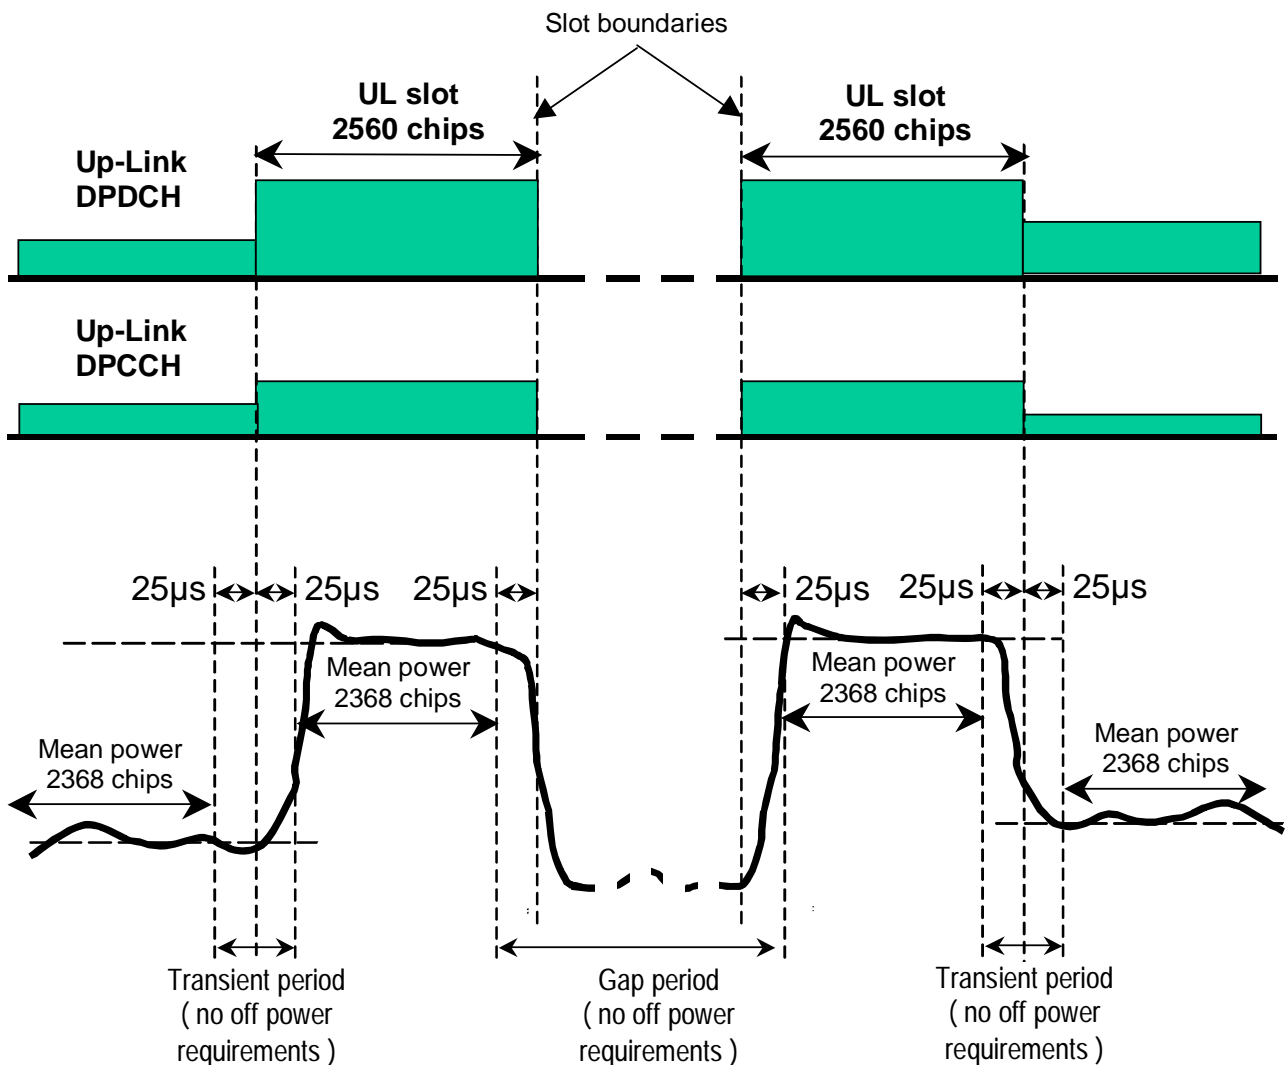 Slot boundaries
UL slot
2560 chips
UL slot
2560 chips
Up-Link
DPDCH
Up-Link
DPCCH
25µs
25µs
25µs
25µs
25µs
25µs
Mean power
2368 chips
Mean power
2368 chips
Mean power
2368 chips
Mean power
2368 chips
Transient period
( no off power
requirements )
Gap period
( no off power
requirements )
Transient period
( no off power
requirements )